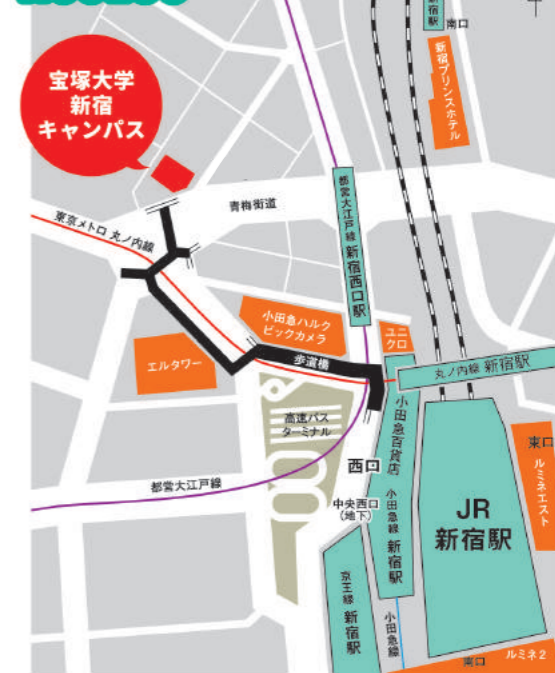 宿駅
南口
新宿プリンスホテル
宝塚大学
新宿
キャンパス
青梅街道
東京メトロ 丸ノ内線
都営大江戸線 新宿西口駅
小田急ハルク
ビックカメラ
ユニ
クロ
エルタワー
歩道橋
丸ノ内線 新宿駅
高速バス
ターミナル
小田急百貨店
西口
東口
ルミネエスト
都営大江戸線
中央西口
（地下）
小田急線 新宿駅
JR
新宿駅
京王線 新宿駅
小田急線
南口
ルミネ2